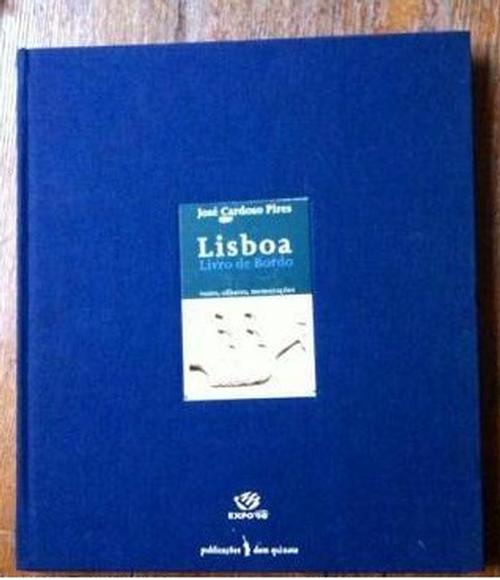 José Cardoso Pires
Lisboa
Livro de Bordo
vozes, olhares, memorações
EXPO'98
publicações dom quixote